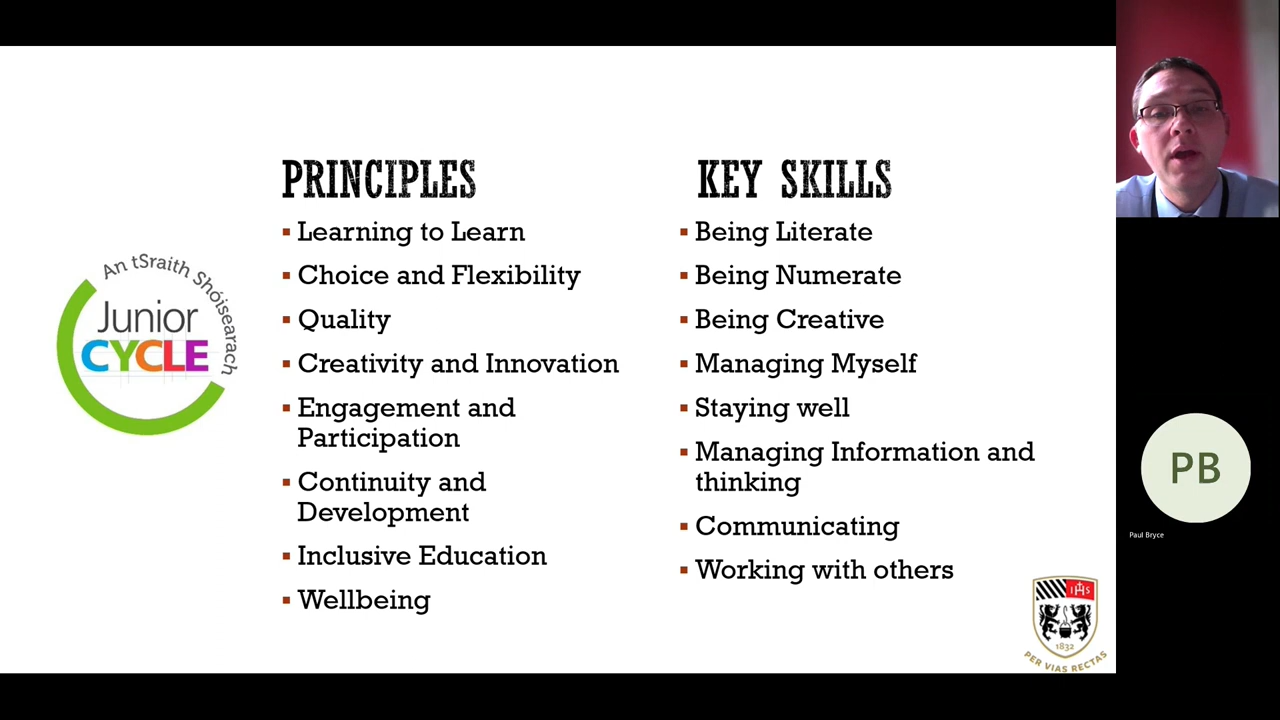 An tSraith Shóisearach
Junior
CYCLE
PRINCIPLES
▪ Learning to Learn
▪ Choice and Flexibility
▪ Quality
▪ Creativity and Innovation
▪ Engagement and
Participation
▪ Continuity and
Development
▪ Inclusive Education
▪ Wellbeing
KEY SKILLS
▪ Being Literate
▪ Being Numerate
▪ Being Creative
▪ Managing Myself
▪ Staying well
▪ Managing Information and
thinking
▪ Communicating
▪ Working with others
IHS
1832
PER VIAS RECTAS
PB
Paul Bryce